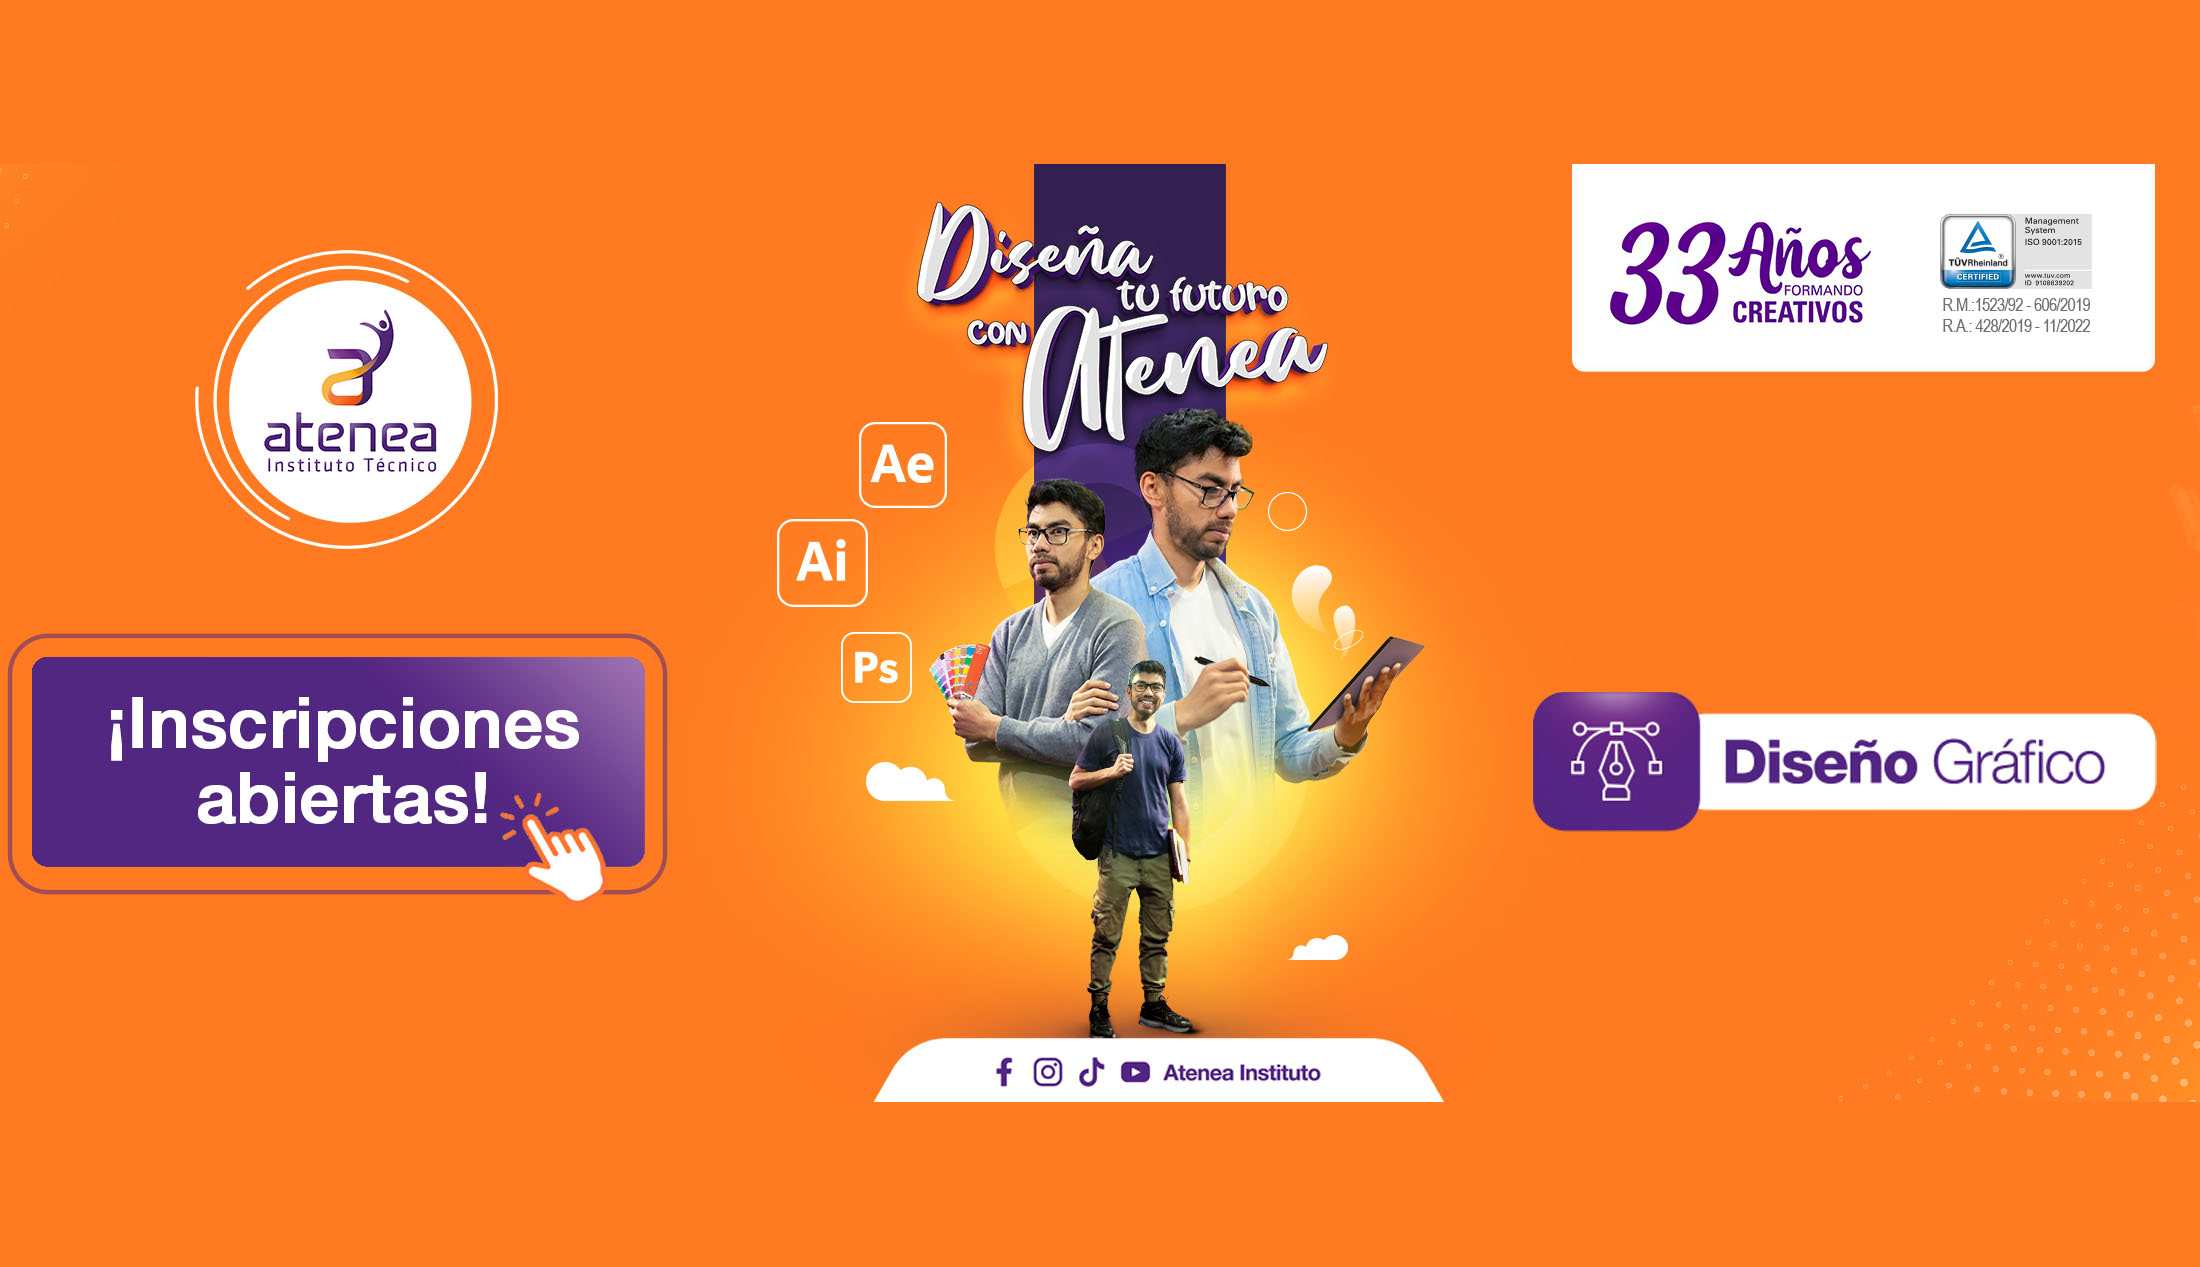 atenea
Instituto Técnico
¡Inscripciones
abiertas!
Diseña
tu futuro
con Atenea
Ae
Ai
Ps
Atenea Instituto
33 Años
FORMANDO
CREATIVOS
TÜVRheinland®
CERTIFIED
Management
System
ISO 9001:2015
www.tuv.com
ID 9108639202
R.M.:1523/92 - 606/2019
R.A.: 428/2019 - 11/2022
Diseño Gráfico